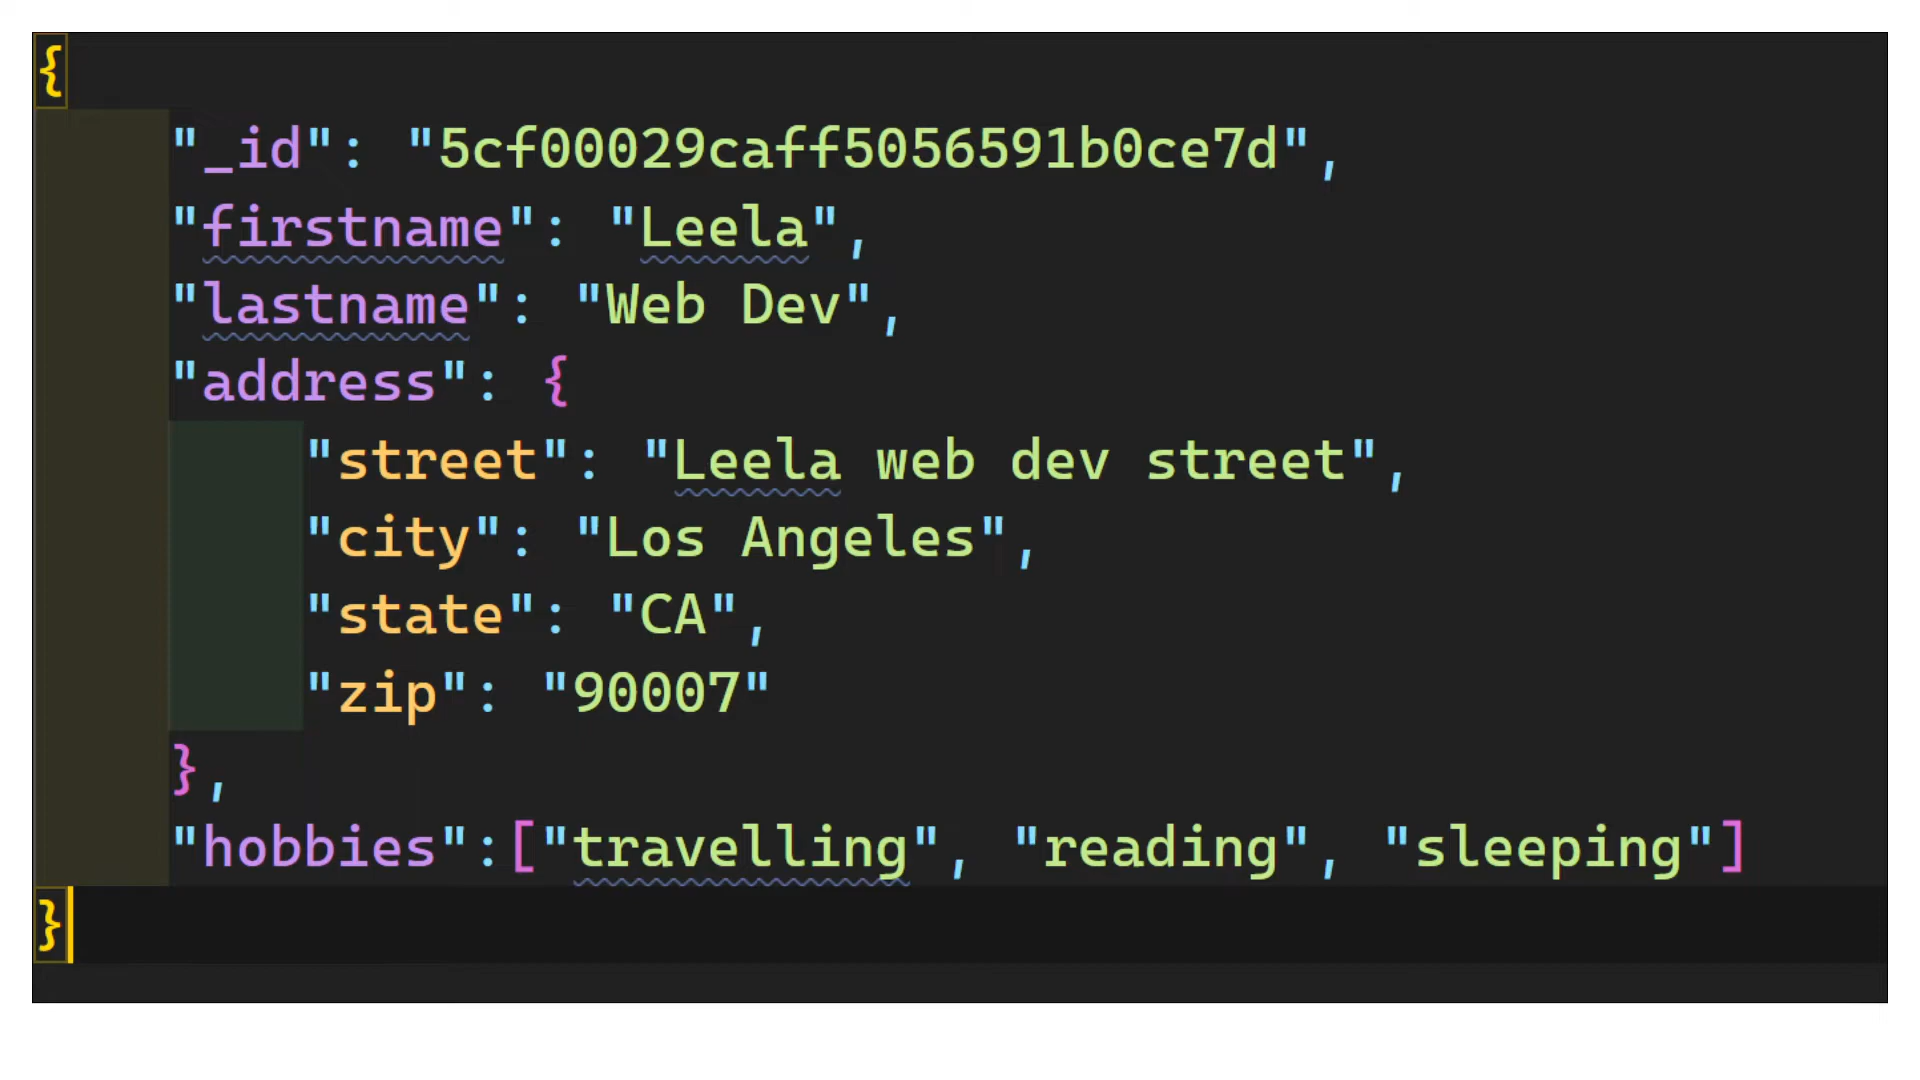 {
    "_id": "5cf00029caff5056591b0ce7d",
    "firstname": "Leela",
    "lastname": "Web Dev",
    "address": {
        "street": "Leela web dev street",
        "city": "Los Angeles",
        "state": "CA",
        "zip": "90007"
    },
    "hobbies":["travelling", "reading", "sleeping"]
}